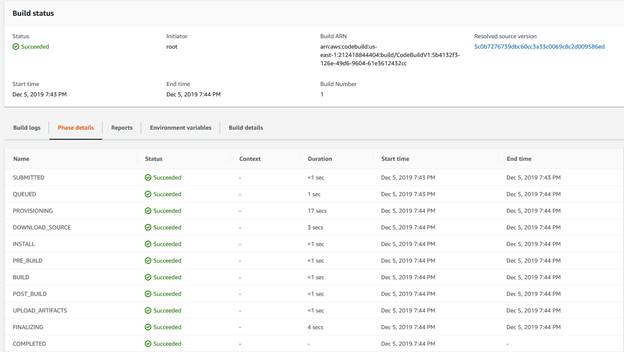 Build status
Status Initiator Build ARN Resolved source version
Succeeded root arn:aws:codebuild:us-east-1:212418844404:build/CodeBuildV1:5b4132f3-126e-49d6-9604-61e3612432cc 5c0b7276739dbc60cc3a33c0069c8c2d009586ed
Start time End time Build Number
Dec 5, 2019 7:43 PM Dec 5, 2019 7:44 PM 1
Build logs Phase details Reports Environment variables Build details
Name Status Context Duration Start time End time
SUBMITTED Succeeded - <1 sec Dec 5, 2019 7:43 PM Dec 5, 2019 7:43 PM
QUEUED Succeeded - 1 sec Dec 5, 2019 7:43 PM Dec 5, 2019 7:43 PM
PROVISIONING Succeeded - 17 secs Dec 5, 2019 7:43 PM Dec 5, 2019 7:44 PM
DOWNLOAD_SOURCE Succeeded - 3 secs Dec 5, 2019 7:44 PM Dec 5, 2019 7:44 PM
INSTALL Succeeded - <1 sec Dec 5, 2019 7:44 PM Dec 5, 2019 7:44 PM
PRE_BUILD Succeeded - <1 sec Dec 5, 2019 7:44 PM Dec 5, 2019 7:44 PM
BUILD Succeeded - <1 sec Dec 5, 2019 7:44 PM Dec 5, 2019 7:44 PM
POST_BUILD Succeeded - <1 sec Dec 5, 2019 7:44 PM Dec 5, 2019 7:44 PM
UPLOAD_ARTIFACTS Succeeded - <1 sec Dec 5, 2019 7:44 PM Dec 5, 2019 7:44 PM
FINALIZING Succeeded - 4 secs Dec 5, 2019 7:44 PM Dec 5, 2019 7:44 PM
COMPLETED Succeeded - - Dec 5, 2019 7:44 PM -